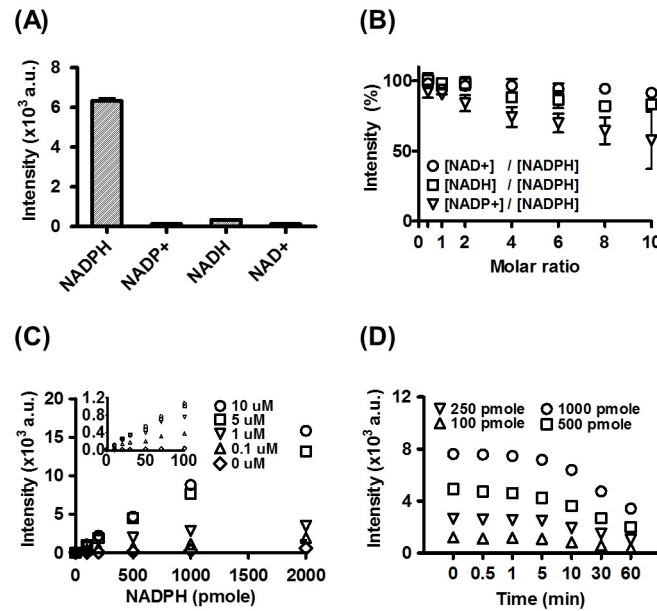 (A)
Intensity (x10³ a.u.)
8
6
4
2
0
NADPH
NADP+
NADH
NAD+
(B)
Intensity (%)
100
50
0
[NAD+] / [NADPH]
[NADH] / [NADPH]
[NADP+] / [NADPH]
0 1 2 4 6 8 10
Molar ratio
(C)
Intensity (x10³ a.u.)
20
15
10
5
0
1.2
0.8
0.4
0.0
0 50 100
10 uM
5 uM
1 uM
0.1 uM
0 uM
0 500 1000 1500 2000
NADPH (pmole)
(D)
Intensity (x10³ a.u.)
12
8
4
0
250 pmole 1000 pmole
100 pmole 500 pmole
0 0.5 1 5 10 30 60
Time (min)